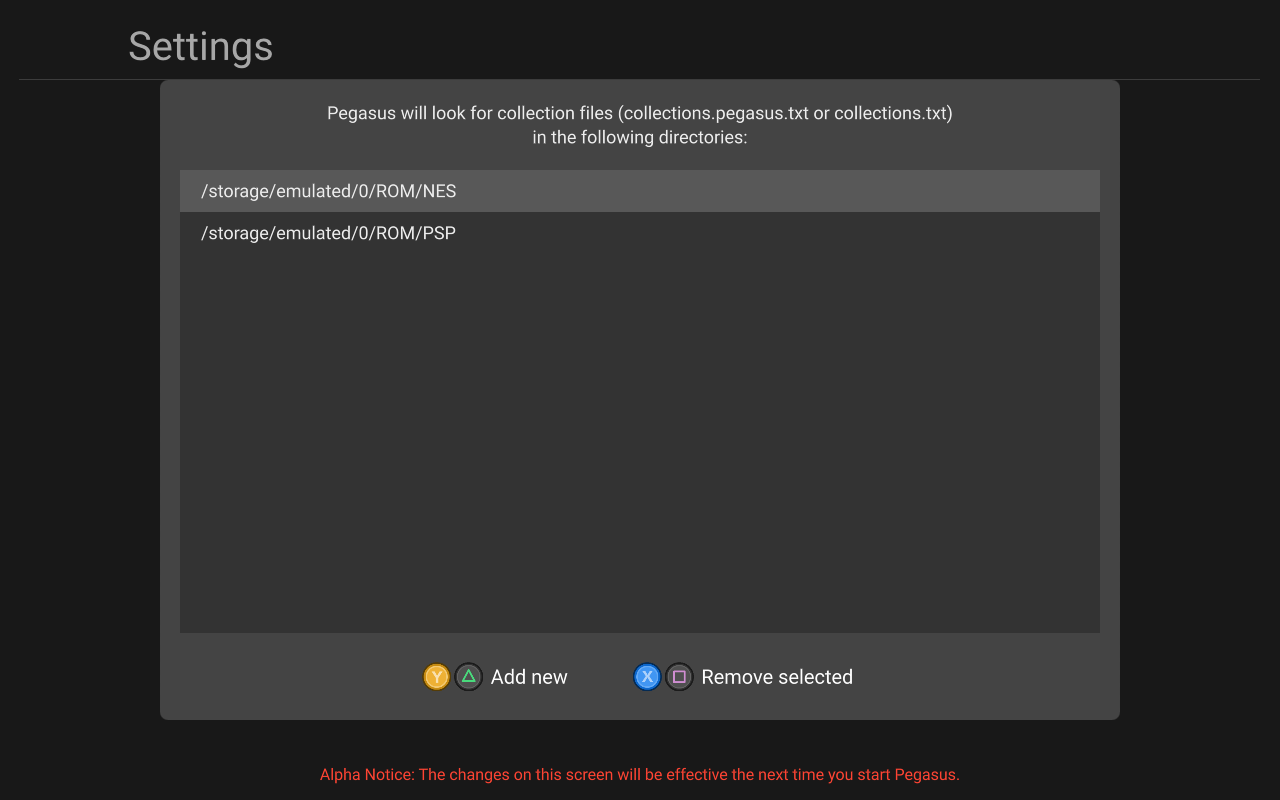 Settings
Pegasus will look for collection files (collections.pegasus.txt or collections.txt)
in the following directories:
/storage/emulated/0/ROM/NES
/storage/emulated/0/ROM/PSP
Y Add new X Remove selected
Alpha Notice: The changes on this screen will be effective the next time you start Pegasus.